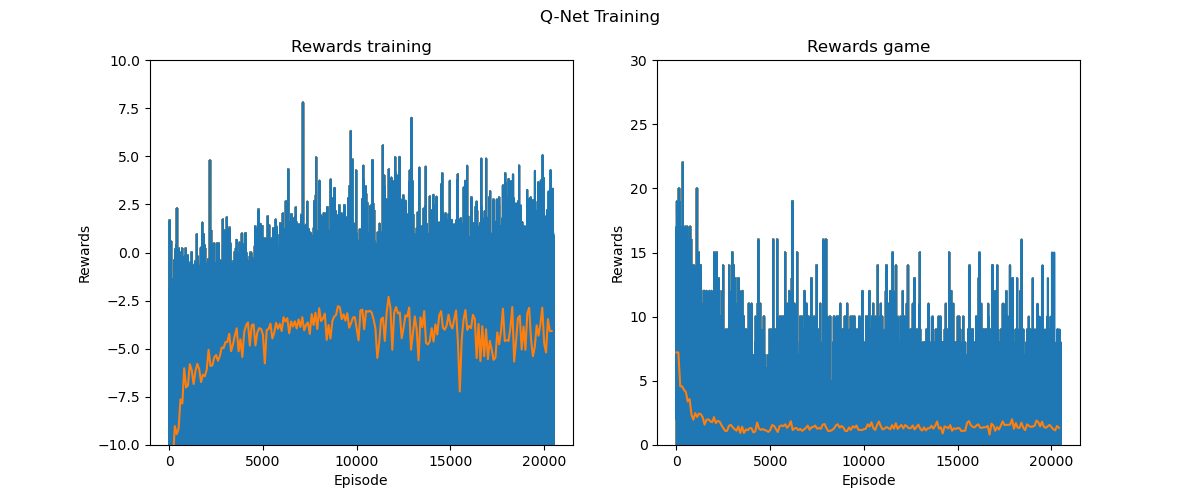 Q-Net Training
Rewards training
Rewards
10.0
7.5
5.0
2.5
0.0
−2.5
−5.0
−7.5
−10.0
0 5000 10000 15000 20000
Episode
Rewards game
Rewards
30
25
20
15
10
5
0
0 5000 10000 15000 20000
Episode